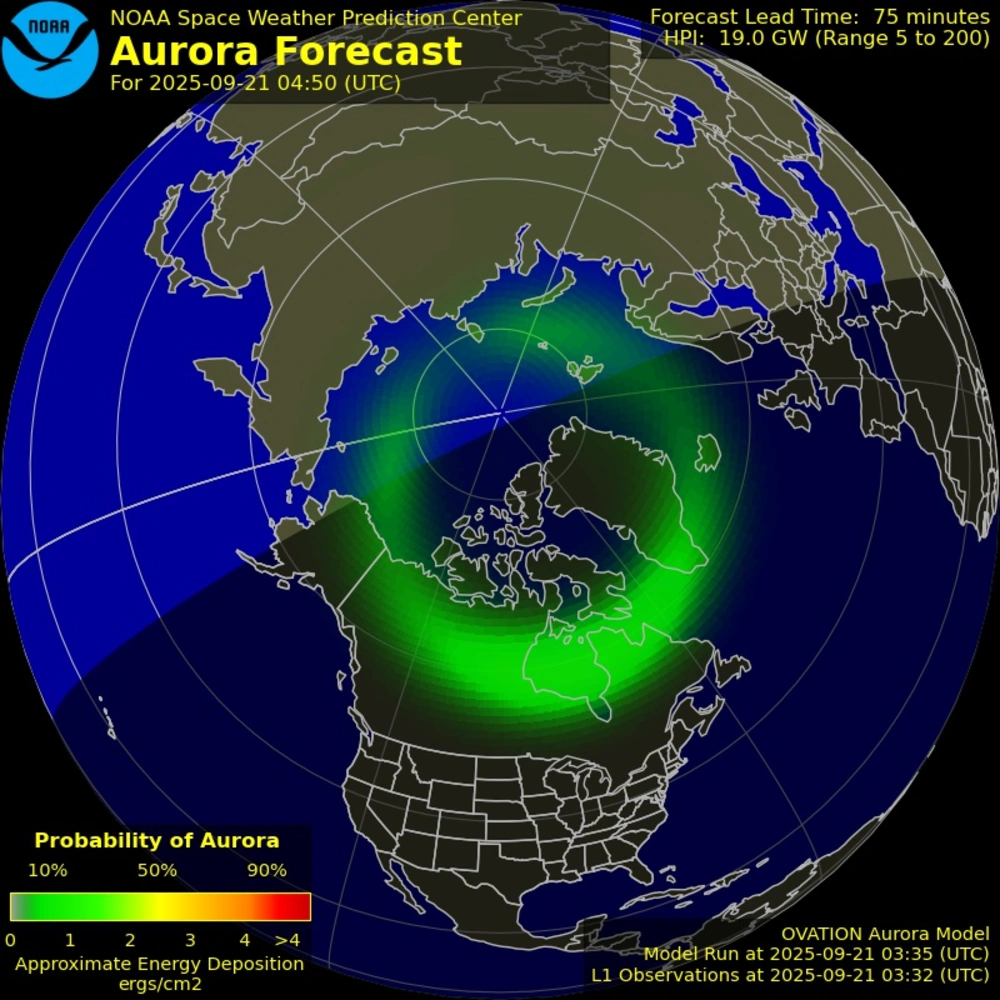 NOAA
NOAA Space Weather Prediction Center
Aurora Forecast
For 2025-09-21 04:50 (UTC)
Forecast Lead Time: 75 minutes
HPI: 19.0 GW (Range 5 to 200)
Probability of Aurora
10% 50% 90%
0 1 2 3 4 >4
Approximate Energy Deposition
ergs/cm2
OVATION Aurora Model
Model Run at 2025-09-21 03:35 (UTC)
L1 Observations at 2025-09-21 03:32 (UTC)